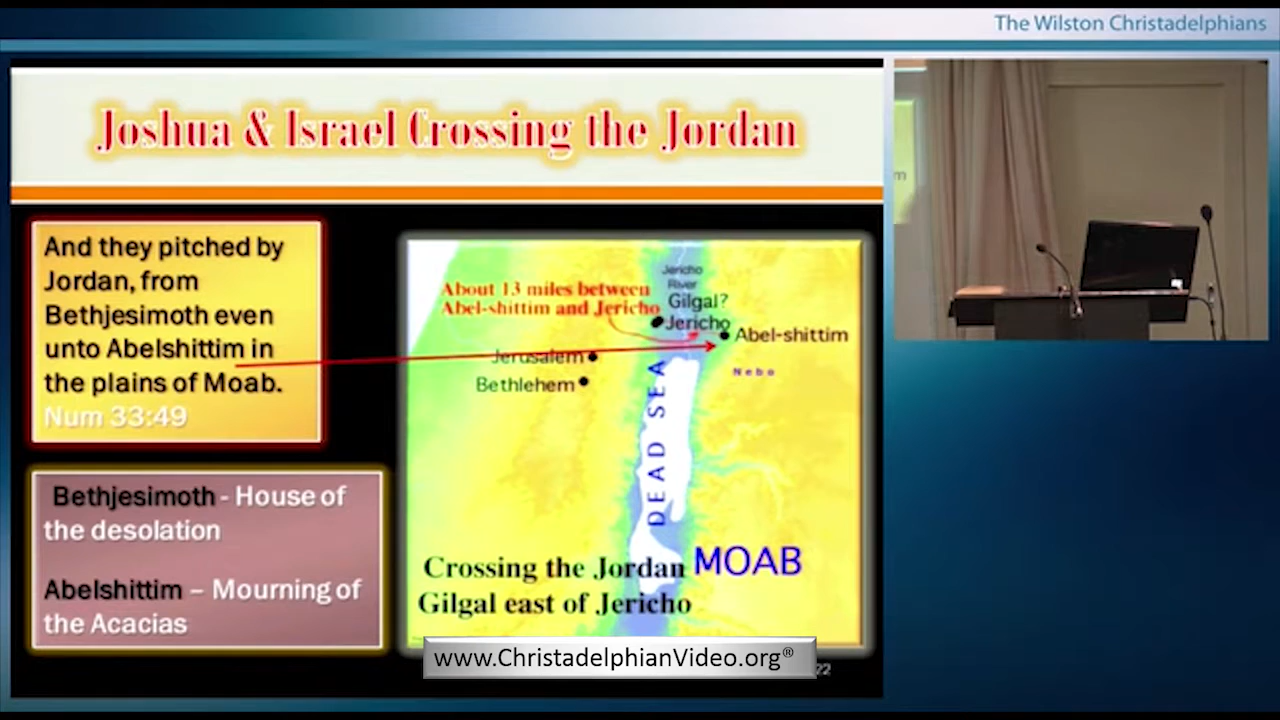 The Wilston Christadelphians
Joshua & Israel Crossing the Jordan
And they pitched by
Jordan, from
Bethjesimoth even
unto Abelshittim in
the plains of Moab.
Num 33:49
Bethjesimoth - House of
the desolation
Abelshittim – Mourning of
the Acacias
Jericho
River
About 13 miles between
Abel-shittim and Jericho
Gilgal?
Jericho
Abel-shittim
Jerusalem
Nebo
Bethlehem
DEAD SEA
MOAB
Crossing the Jordan
Gilgal east of Jericho
www.ChristadelphianVideo.org®
22
m